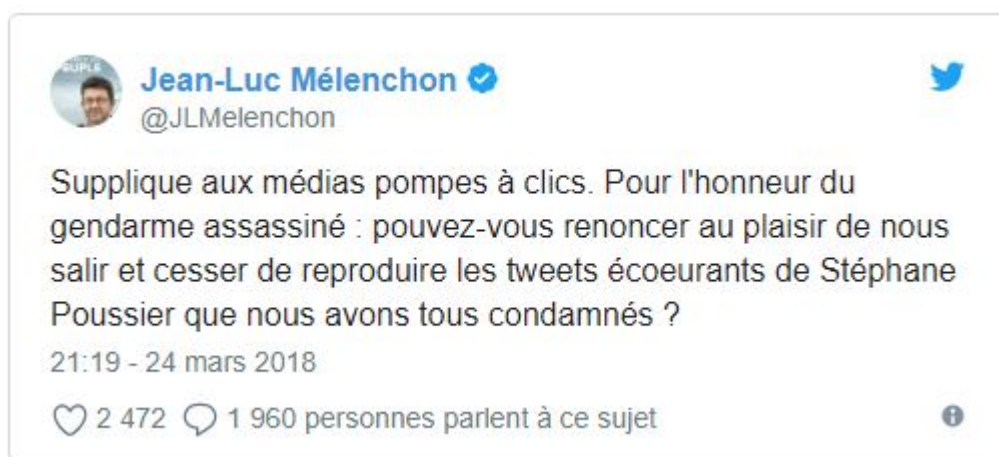 Jean-Luc Mélenchon
@JLMelenchon
Supplique aux médias pompes à clics. Pour l'honneur du
gendarme assassiné : pouvez-vous renoncer au plaisir de nous
salir et cesser de reproduire les tweets écoeurants de Stéphane
Poussier que nous avons tous condamnés ?
21:19 - 24 mars 2018
2 472 1 960 personnes parlent à ce sujet